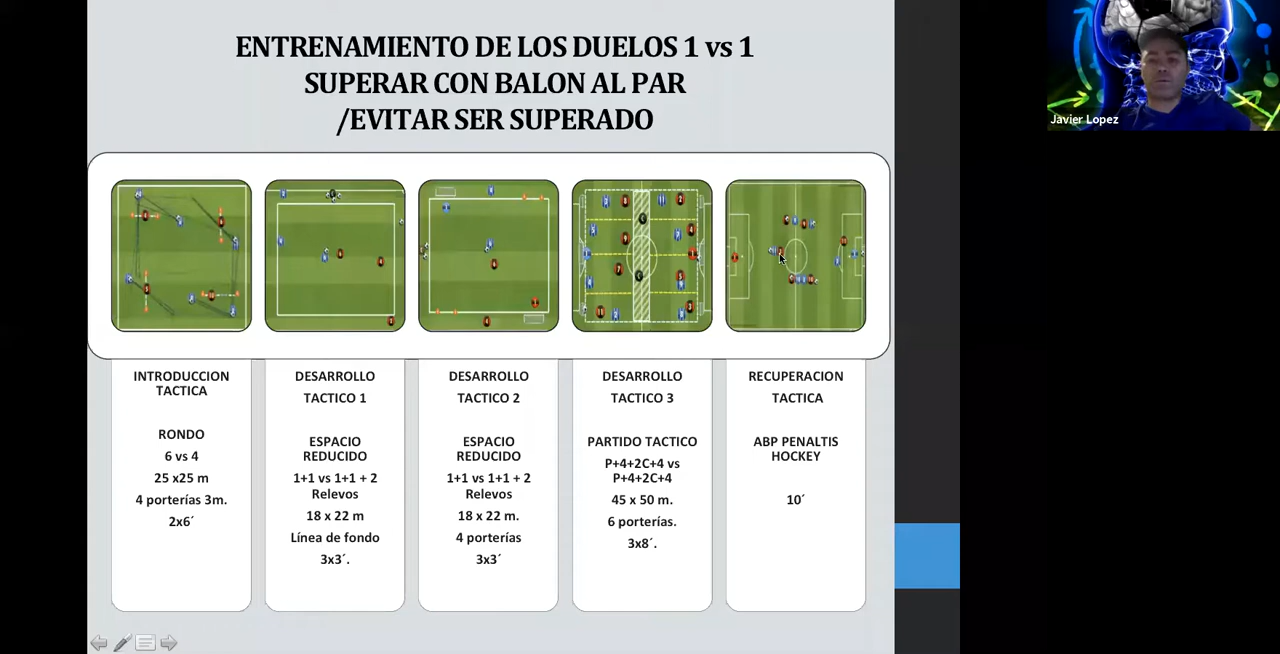 ENTRENAMIENTO DE LOS DUELOS 1 vs 1
SUPERAR CON BALON AL PAR
/EVITAR SER SUPERADO
Javier Lopez
INTRODUCCION
TACTICA
RONDO
6 vs 4
25 x25 m
4 porterías 3m.
2x6´
DESARROLLO
TACTICO 1
ESPACIO
REDUCIDO
1+1 vs 1+1 + 2
Relevos
18 x 22 m
Línea de fondo
3x3´.
DESARROLLO
TACTICO 2
ESPACIO
REDUCIDO
1+1 vs 1+1 + 2
Relevos
18 x 22 m.
4 porterías
3x3´
DESARROLLO
TACTICO 3
PARTIDO TACTICO
P+4+2C+4 vs
P+4+2C+4
45 x 50 m.
6 porterías.
3x8´.
RECUPERACION
TACTICA
ABP PENALTIS
HOCKEY
10´